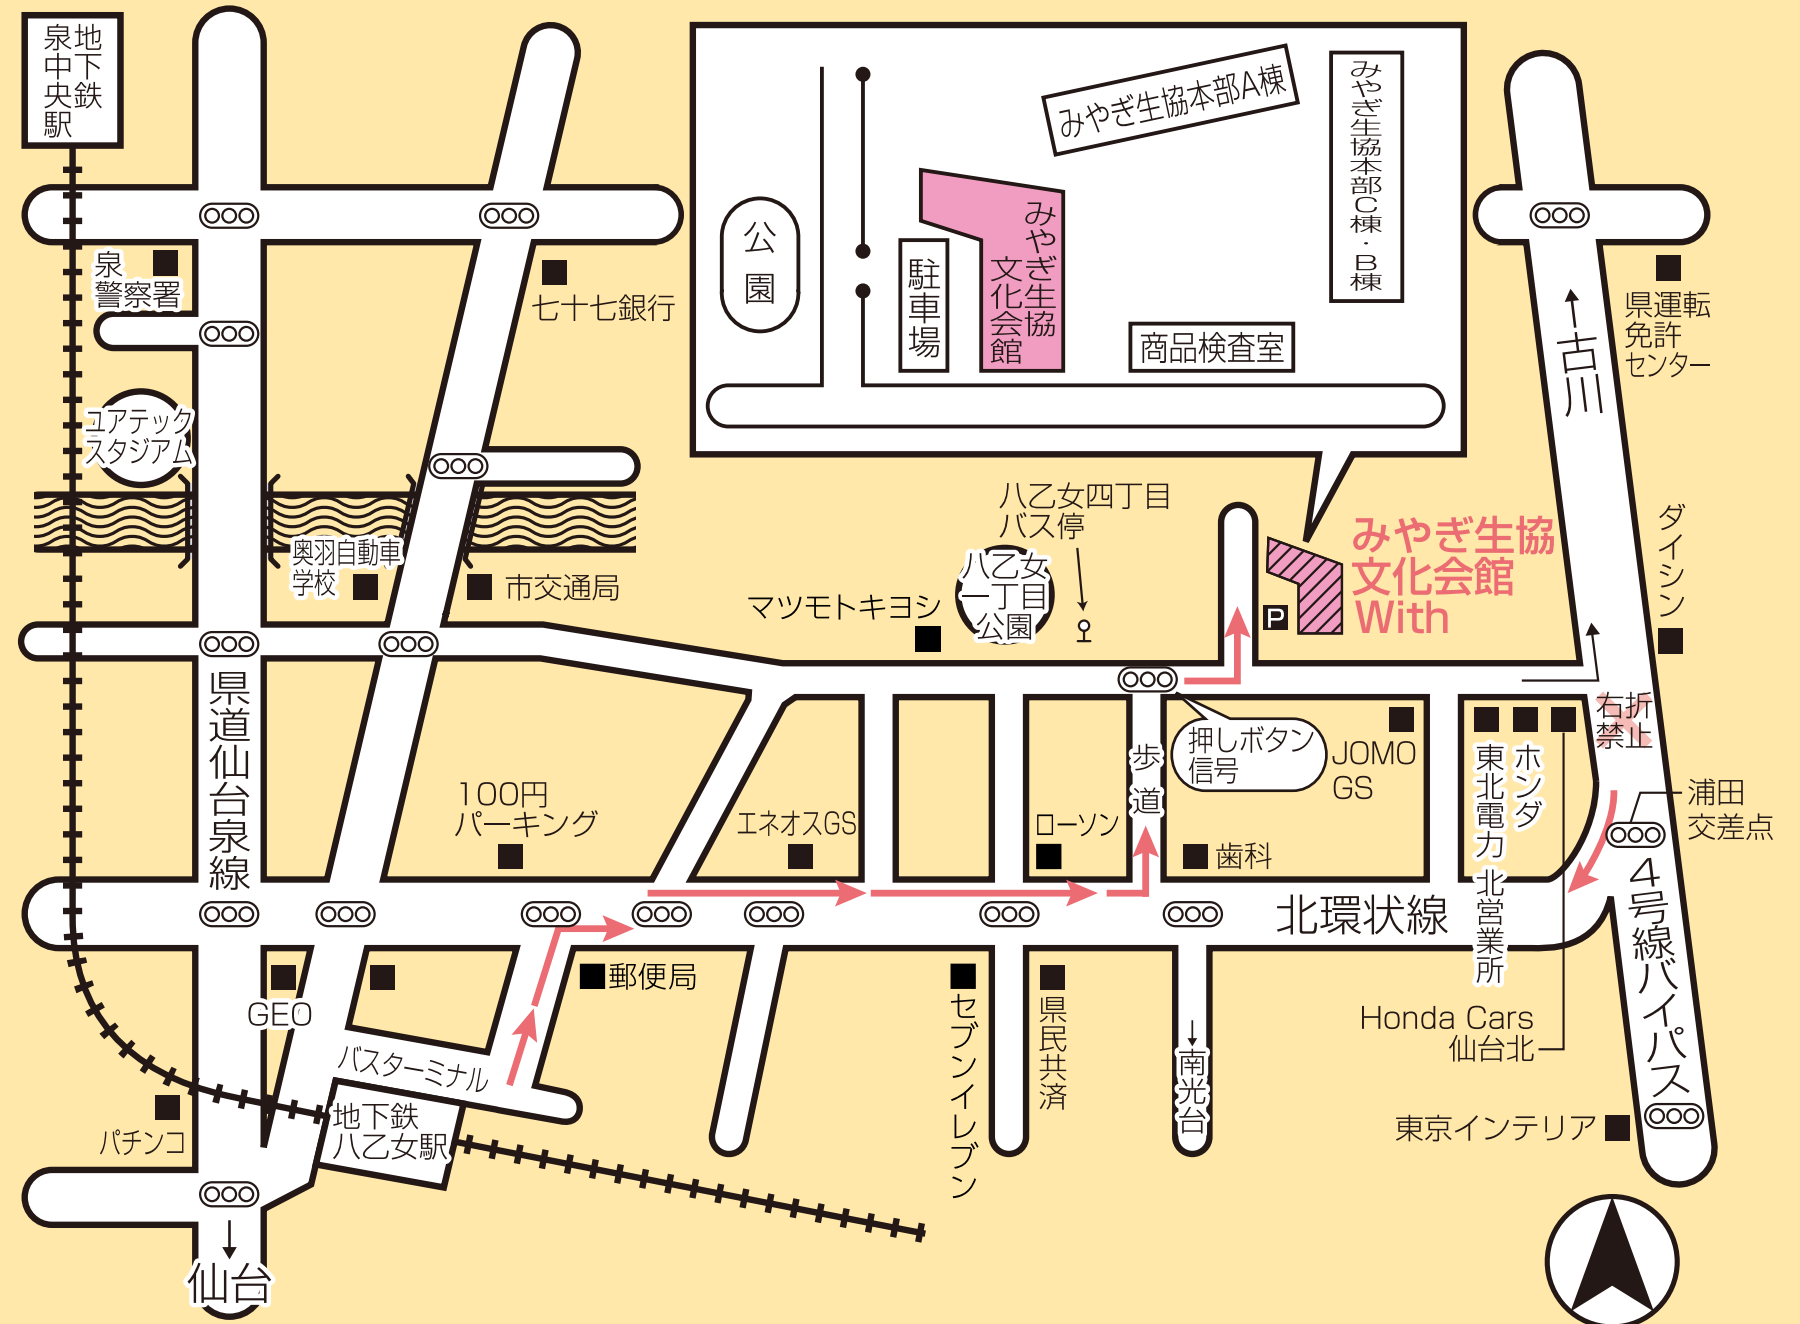 地下鉄
泉中央駅
みやぎ生協本部A棟
みやぎ生協本部C棟・B棟
公園
駐車場
みやぎ生協
文化会館
商品検査室
泉
警察署
七十七銀行
県運転
免許
センター
古川
ユアテック
スタジアム
八乙女四丁目
バス停
奥羽自動車
学校
市交通局
マツモトキヨシ
八乙女
一丁目
公園
P
みやぎ生協
文化会館
With
ダイシン
県道仙台泉線
右折
禁止
押しボタン
信号
歩道
JOMO
GS
東北電力 北営業所
ホンダ
浦田
交差点
100円
パーキング
エネオスGS
ローソン
歯科
北環状線
4号線バイパス
GEO
郵便局
セブンイレブン
県民共済
南光台
Honda Cars
仙台北
バスターミナル
地下鉄
八乙女駅
パチンコ
東京インテリア
仙台